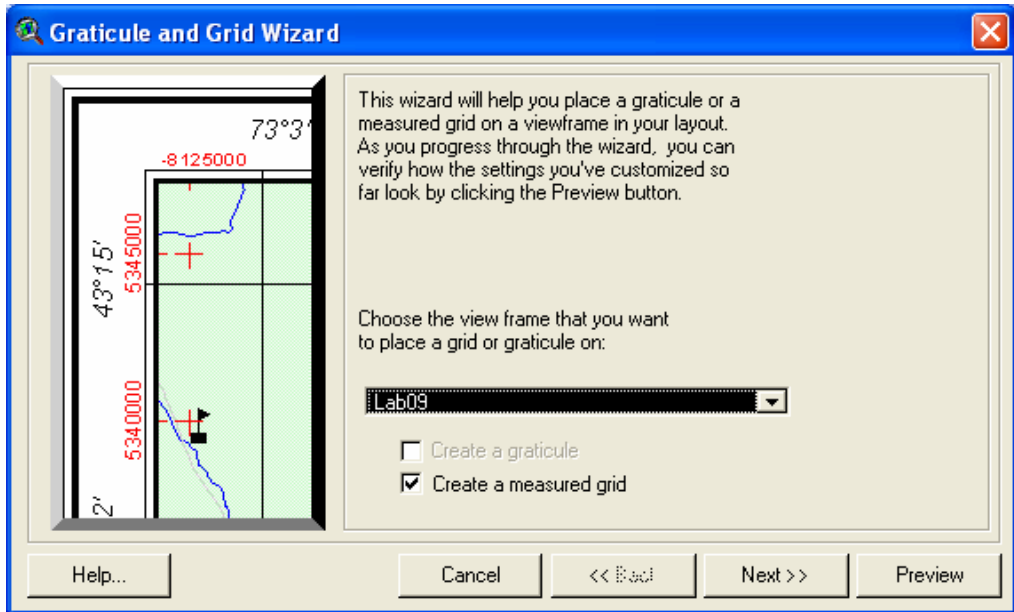 Graticule and Grid Wizard
73°3'
-8125000
43°15'
5345000
5340000
2'
This wizard will help you place a graticule or a
measured grid on a viewframe in your layout.
As you progress through the wizard, you can
verify how the settings you've customized so
far look by clicking the Preview button.
Choose the view frame that you want
to place a grid or graticule on:
Lab09
Create a graticule
Create a measured grid
Help...
Cancel
<< Back
Next >>
Preview